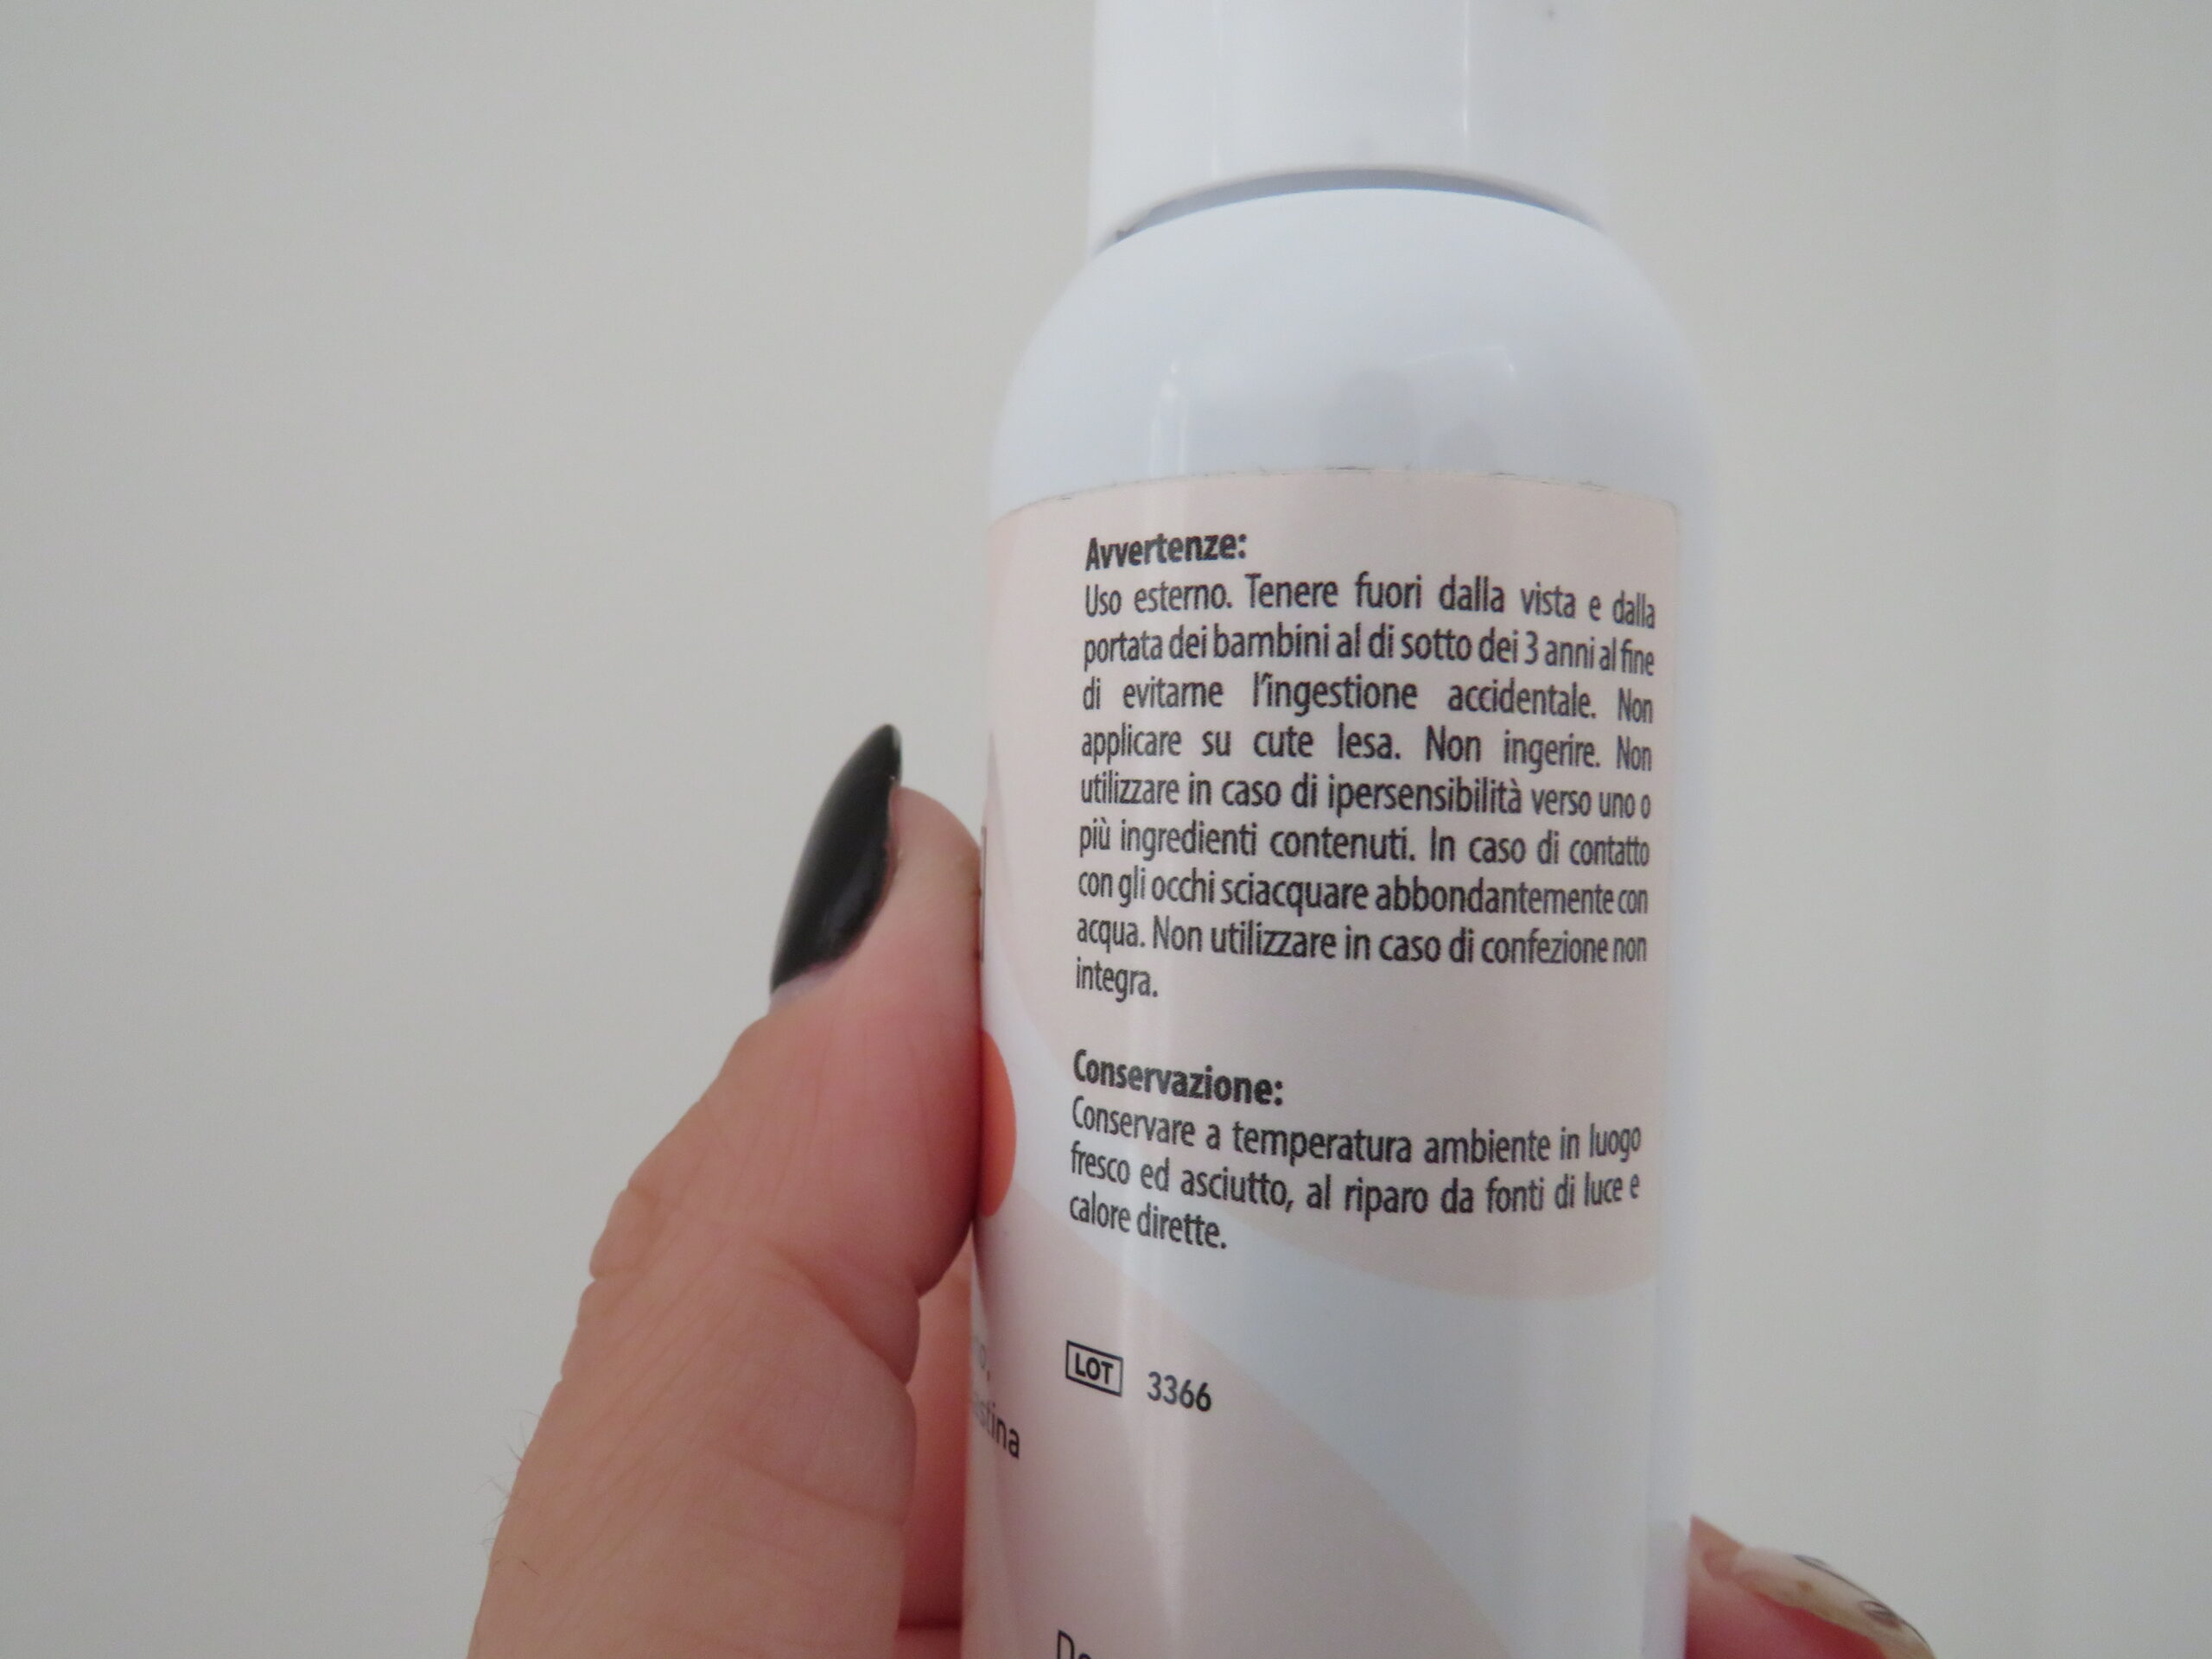 Avvertenze:
Uso esterno. Tenere fuori dalla vista e dalla
portata dei bambini al di sotto dei 3 anni al fine
di evitarne l'ingestione accidentale. Non
applicare su cute lesa. Non ingerire. Non
utilizzare in caso di ipersensibilità verso uno o
più ingredienti contenuti. In caso di contatto
con gli occhi sciacquare abbondantemente con
acqua. Non utilizzare in caso di confezione non
integra.
Conservazione:
Conservare a temperatura ambiente in luogo
fresco ed asciutto, al riparo da fonti di luce e
calore dirette.
LOT 3366